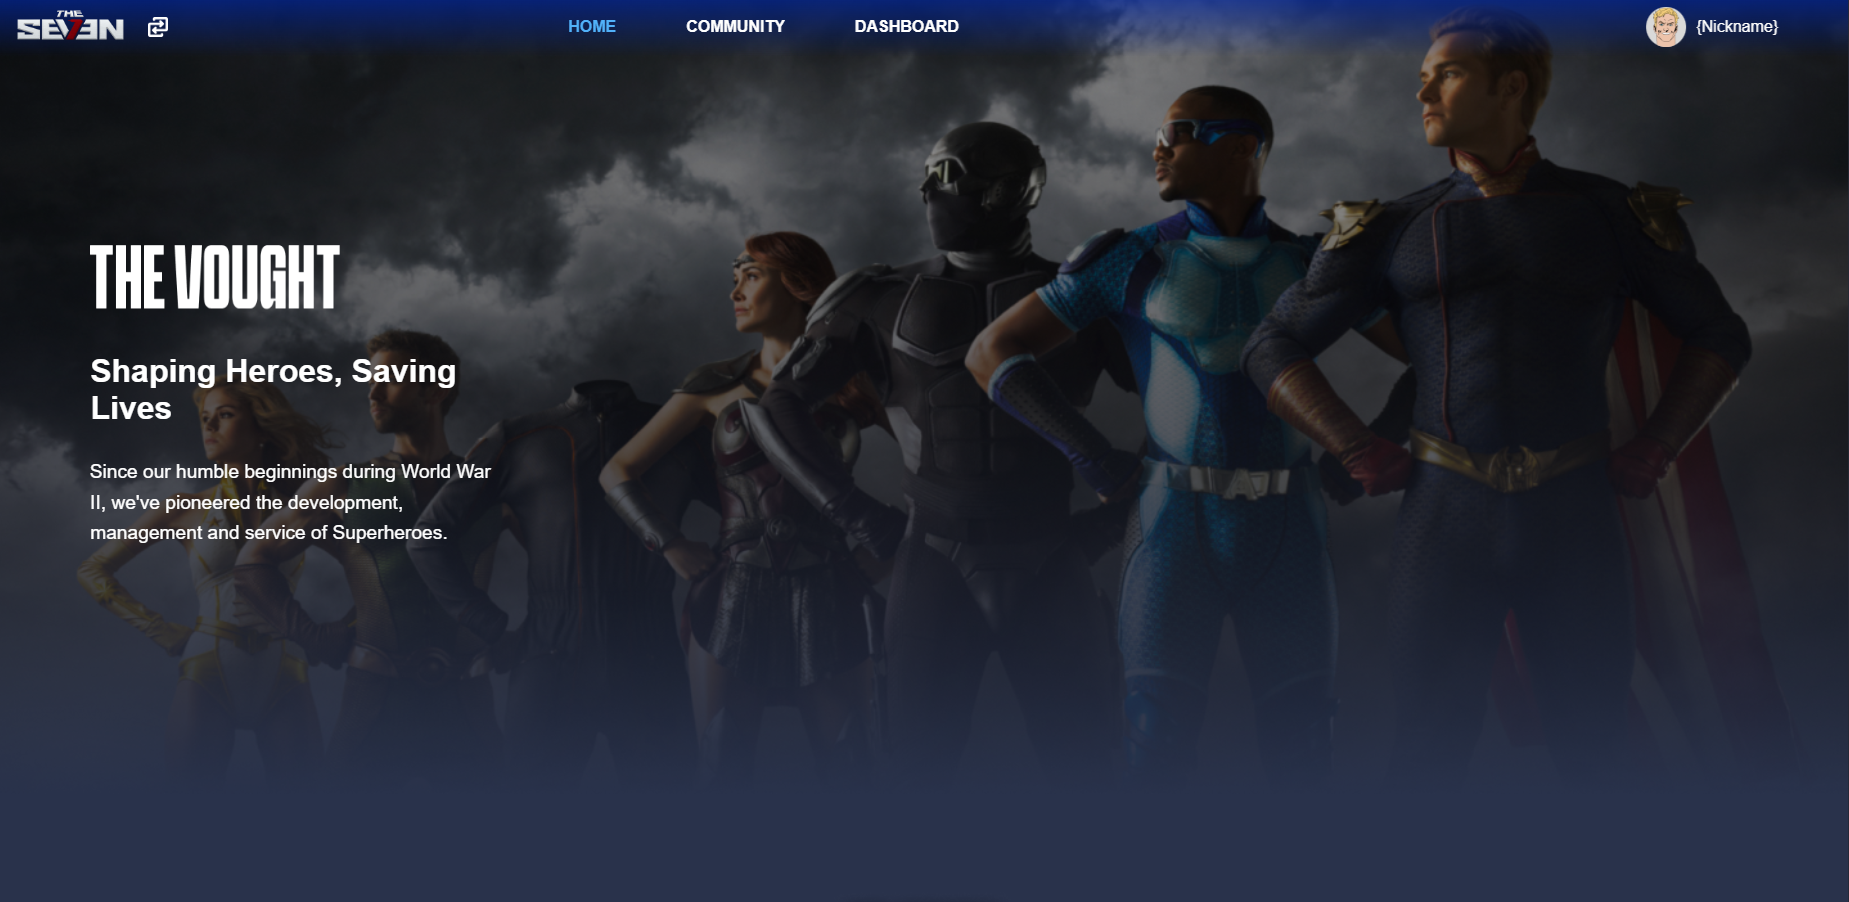 THE
SEVEN
HOME
COMMUNITY
DASHBOARD
{Nickname}
THE VOUGHT
Shaping Heroes, Saving
Lives
Since our humble beginnings during World War
II, we've pioneered the development,
management and service of Superheroes.
A